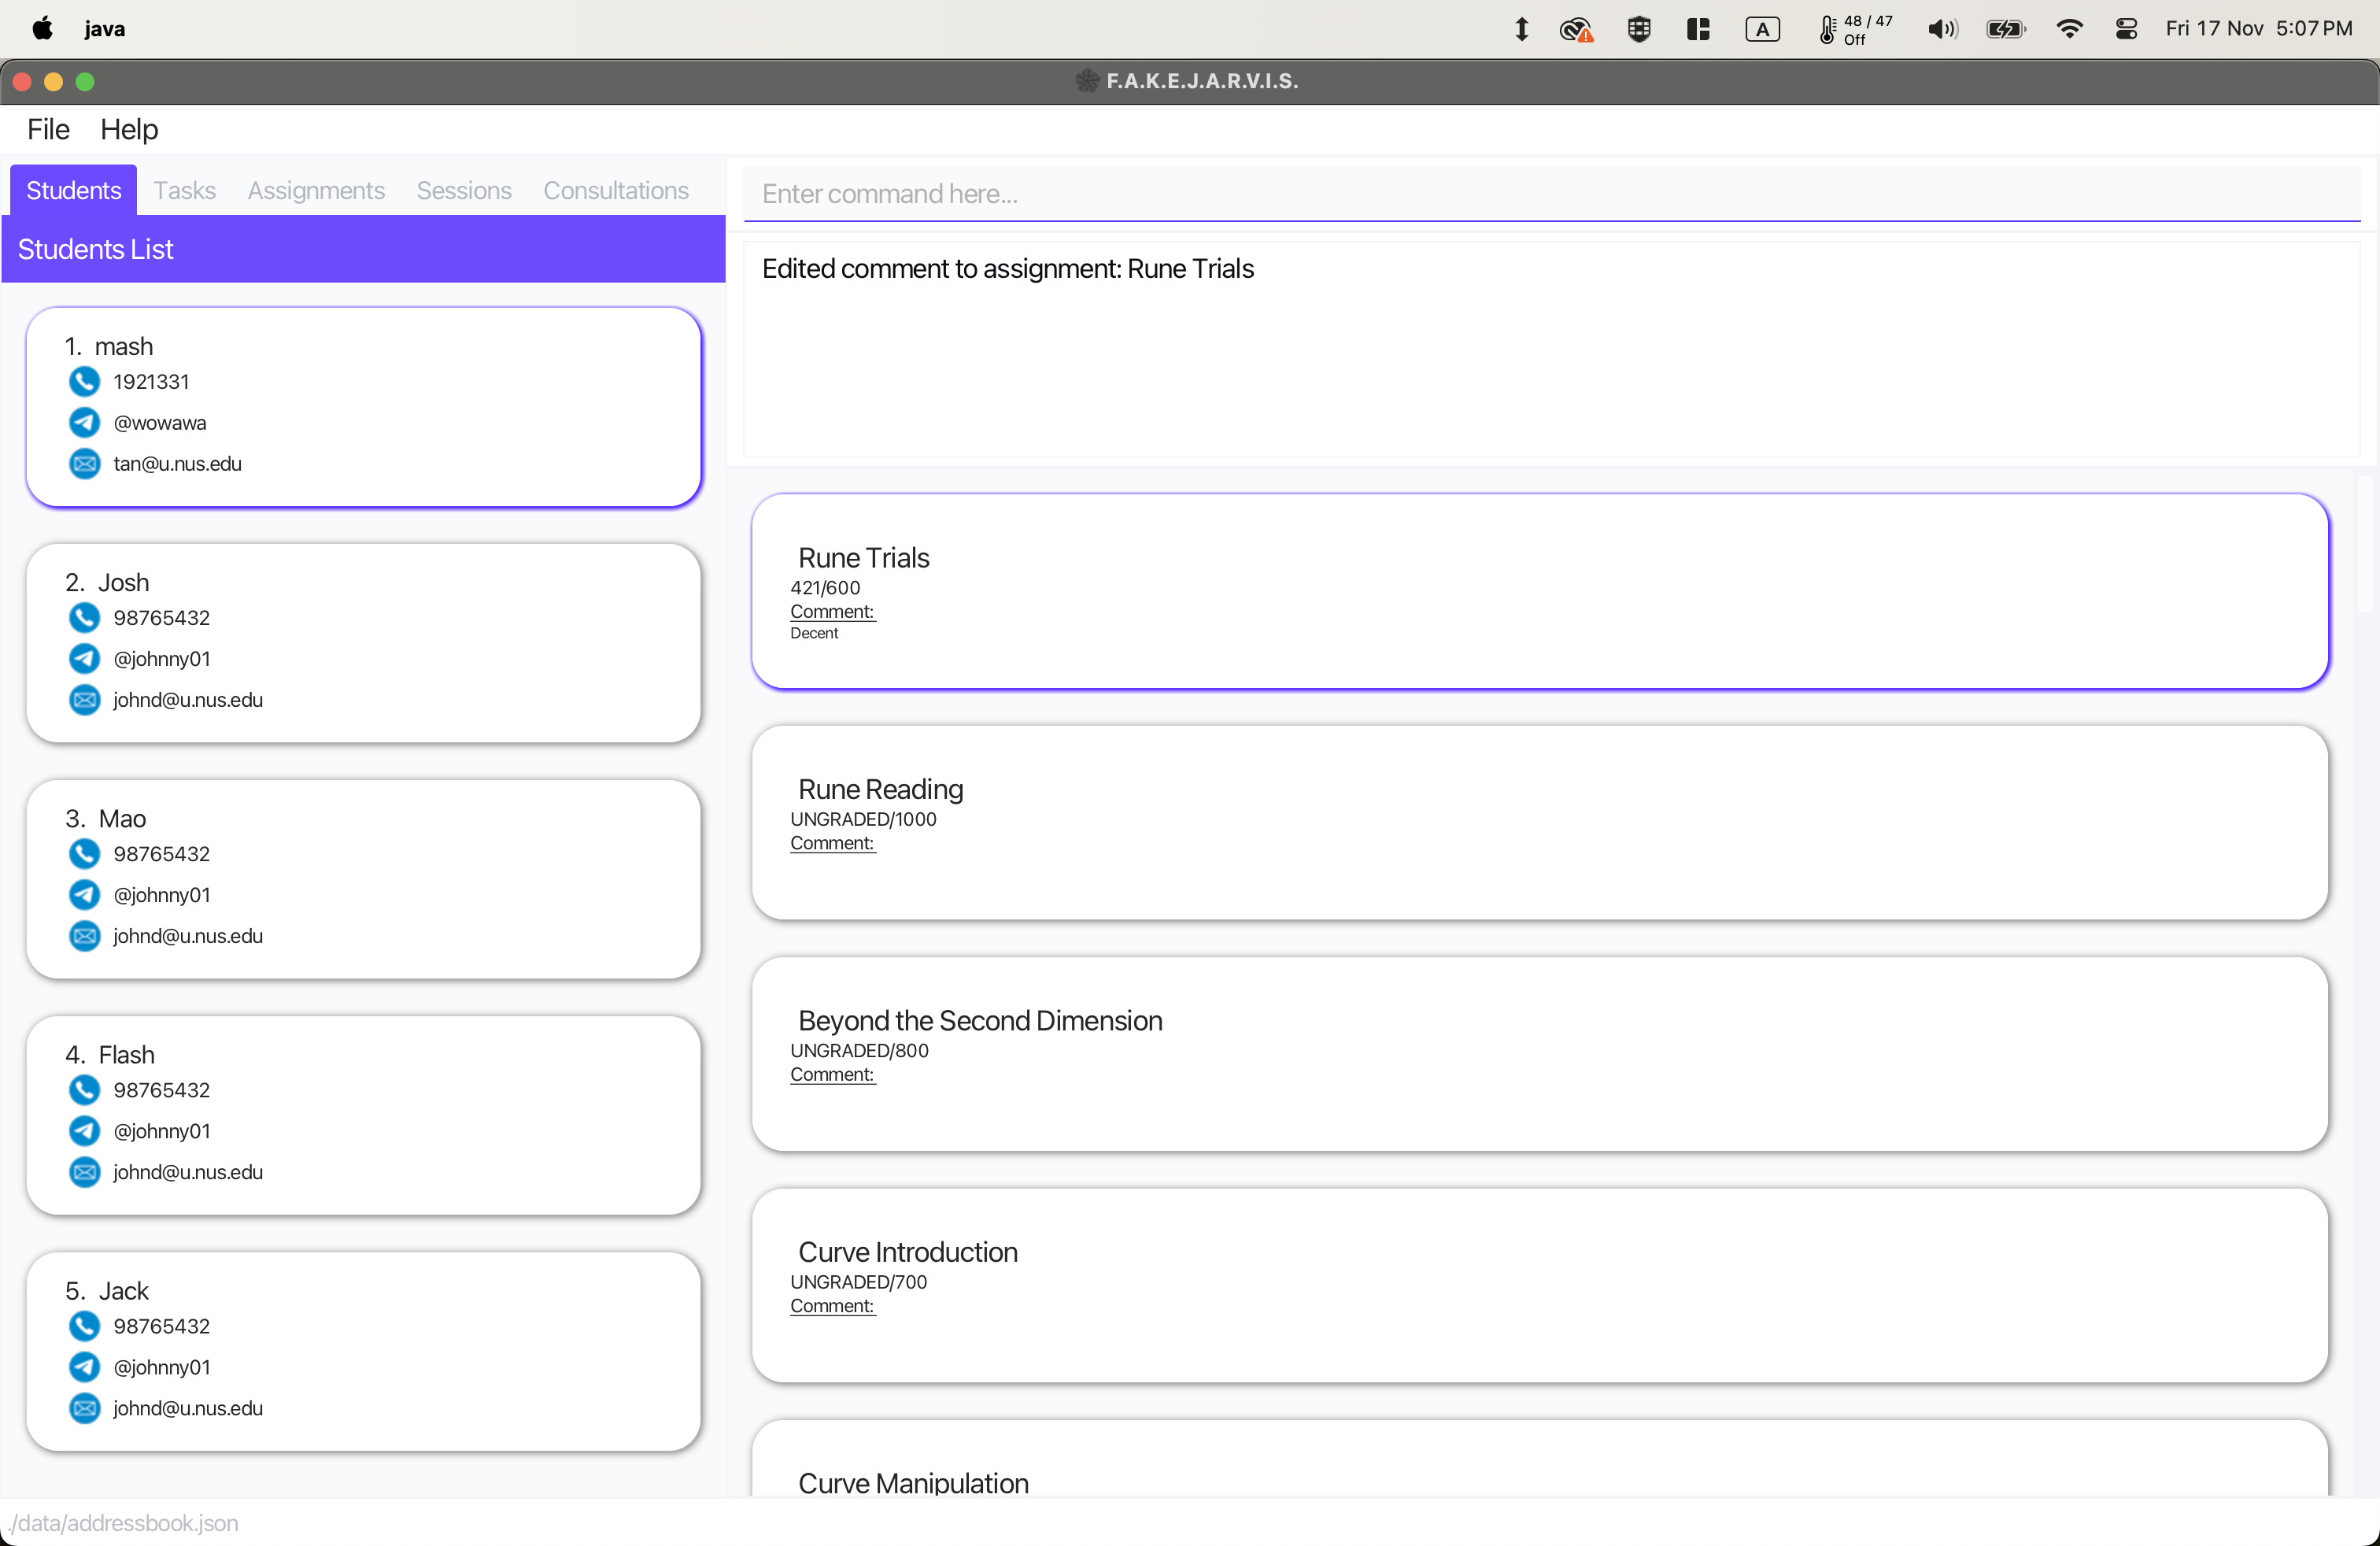 java
A
48 / 47
Off
Fri 17 Nov 5:07 PM
F.A.K.E.J.A.R.V.I.S.
File Help
Students Tasks Assignments Sessions Consultations
Students List
1. mash
1921331
@wowawa
tan@u.nus.edu
2. Josh
98765432
@johnny01
johnd@u.nus.edu
3. Mao
98765432
@johnny01
johnd@u.nus.edu
4. Flash
98765432
@johnny01
johnd@u.nus.edu
5. Jack
98765432
@johnny01
johnd@u.nus.edu
Enter command here...
Edited comment to assignment: Rune Trials
Rune Trials
421/600
Comment:
Decent
Rune Reading
UNGRADED/1000
Comment:
Beyond the Second Dimension
UNGRADED/800
Comment:
Curve Introduction
UNGRADED/700
Comment:
Curve Manipulation
./data/addressbook.json